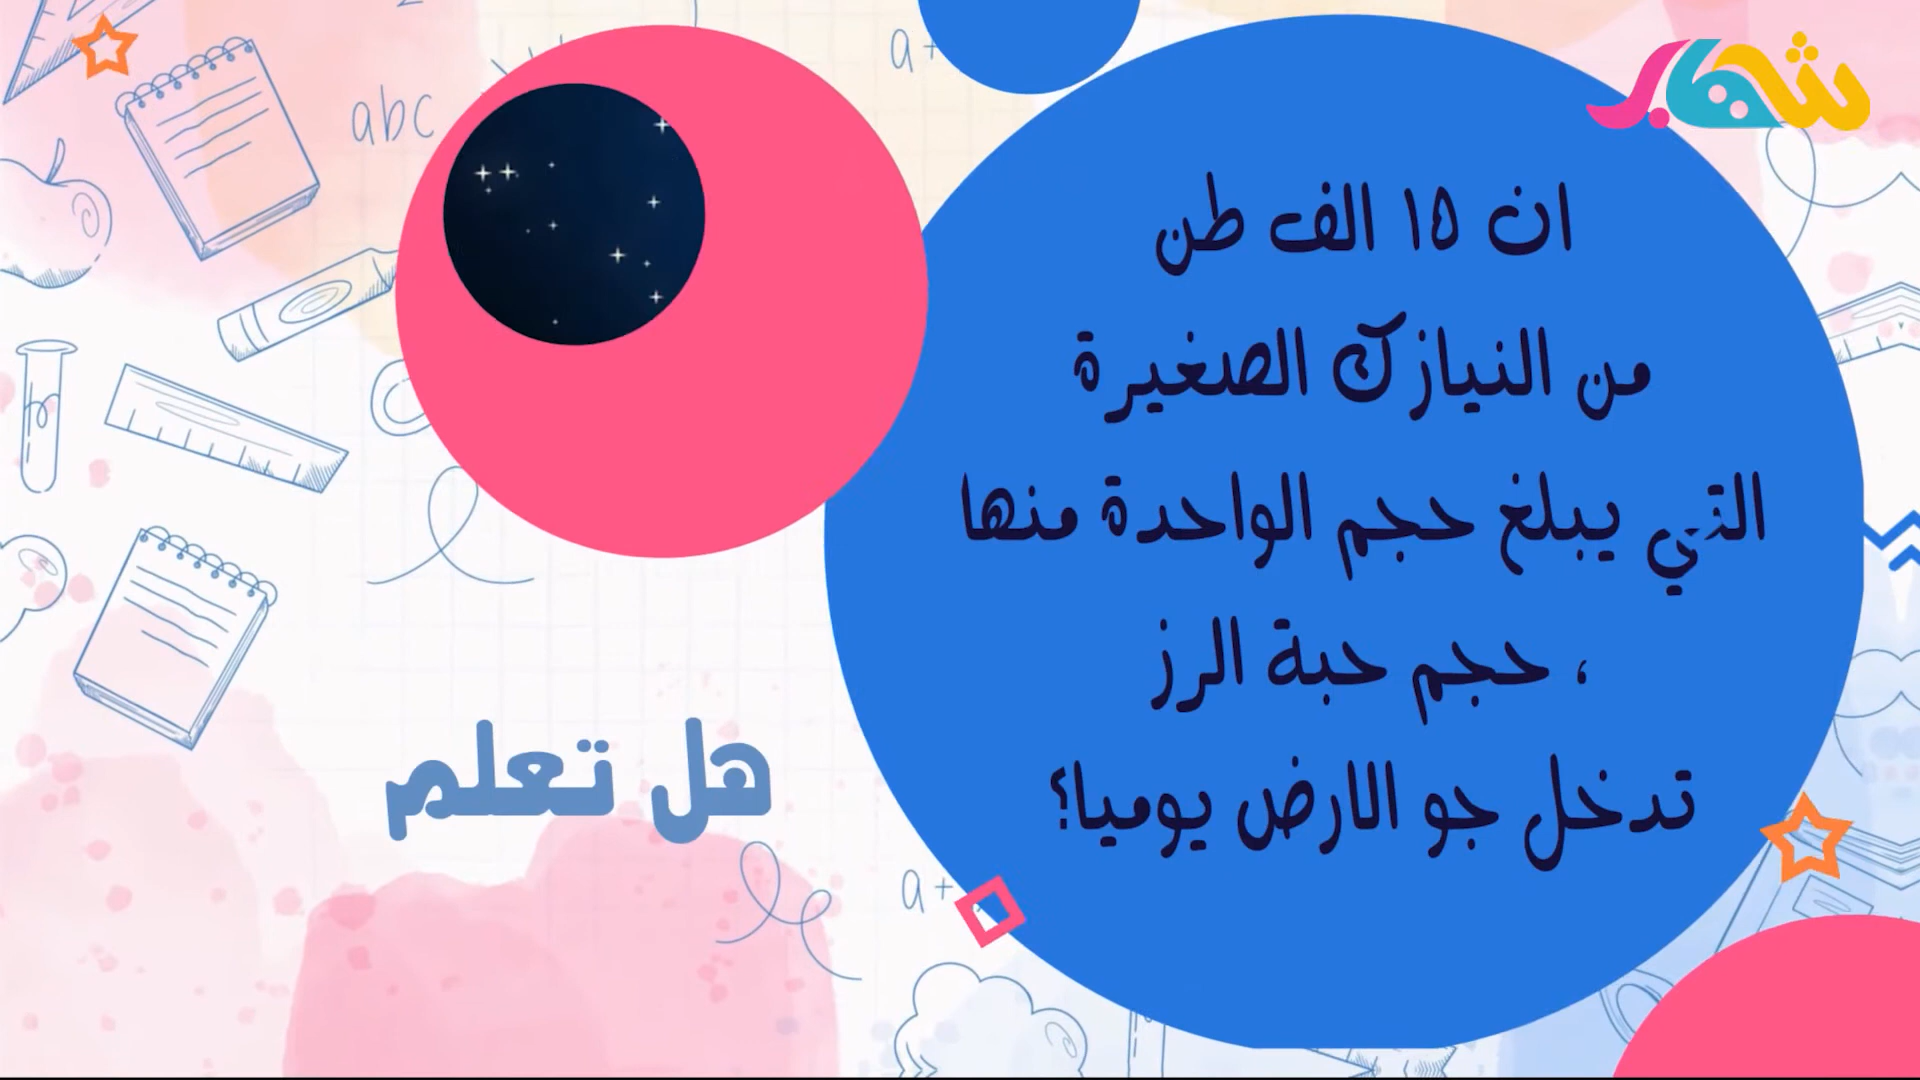 شهابر
ان ١٥ الف طن
من النيازك الصغيرة
التي يبلغ حجم الواحدة منها
، حجم حبة الرز
تدخل جو الارض يوميا؟
هل تعلم
abc
a+
a+